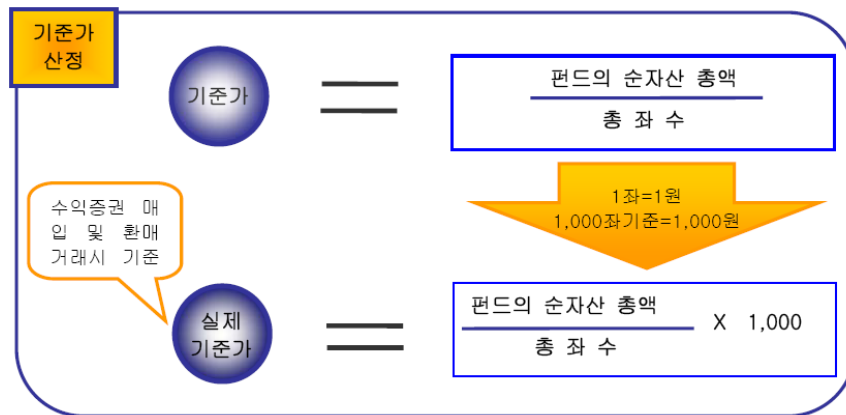 기준가
산정
기준가
펀드의 순자산 총액
총 좌 수
1좌=1원
1,000좌기준=1,000원
수익증권 매
입 및 환매
거래시 기준
실제
기준가
펀드의 순자산 총액
X 1,000
총 좌 수